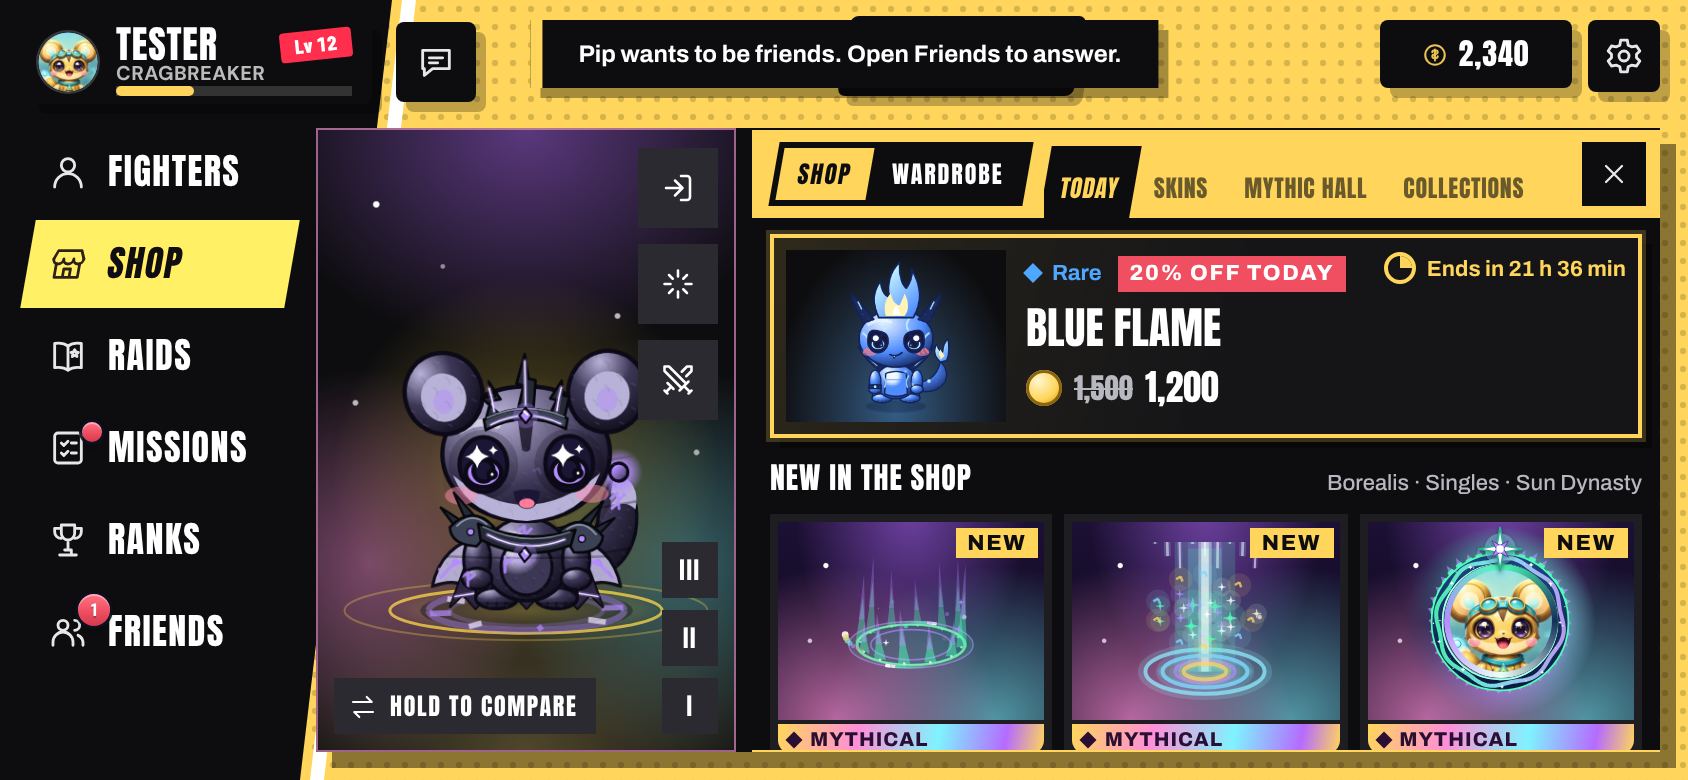 TESTER
Lv 12
CRAGBREAKER
Pip wants to be friends. Open Friends to answer.
2,340
FIGHTERS
SHOP
RAIDS
MISSIONS
RANKS
1
FRIENDS
III
II
I
HOLD TO COMPARE
SHOP
WARDROBE
TODAY
SKINS
MYTHIC HALL
COLLECTIONS
Rare
20% OFF TODAY
Ends in 21 h 36 min
BLUE FLAME
1,500 1,200
NEW IN THE SHOP
Borealis · Singles · Sun Dynasty
NEW
NEW
NEW
MYTHICAL
MYTHICAL
MYTHICAL